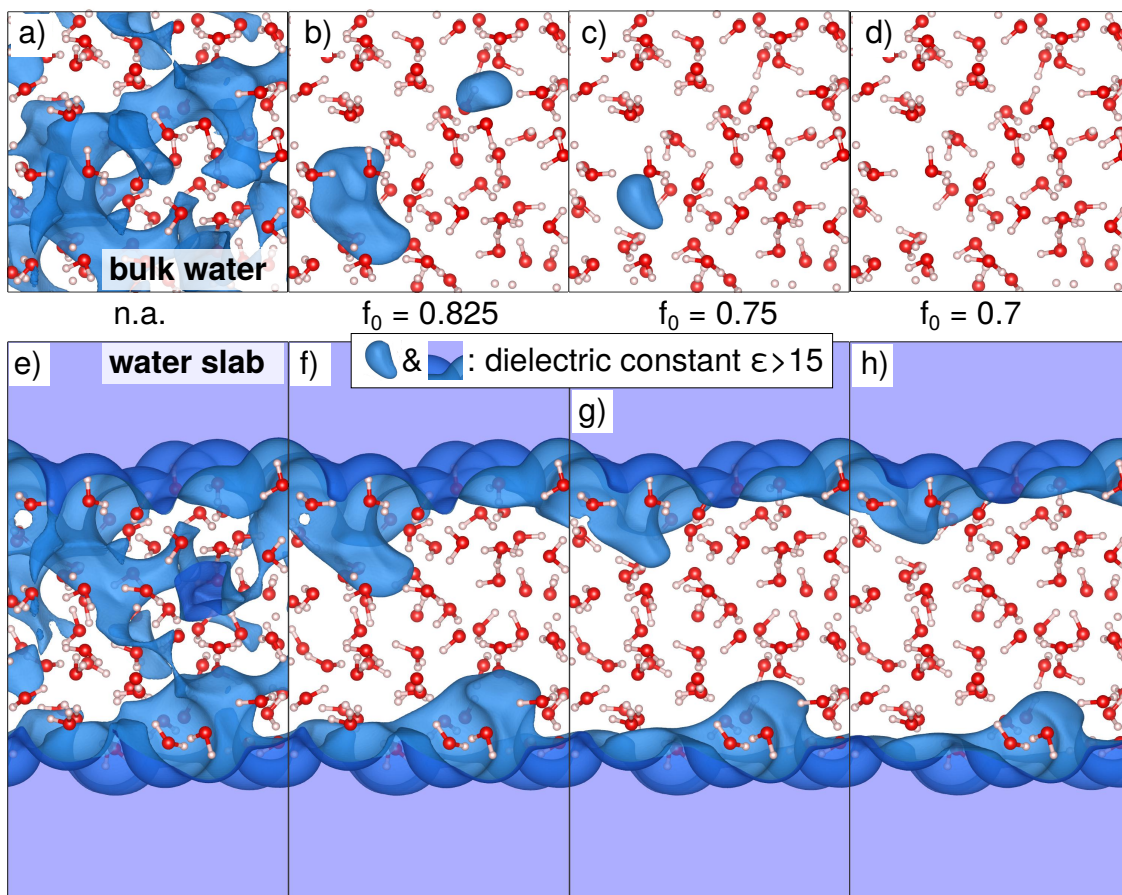 a)
b)
c)
d)
bulk water
n.a.
f₀ = 0.825
f₀ = 0.75
f₀ = 0.7
e)
water slab
f)
& : dielectric constant ε>15
g)
h)